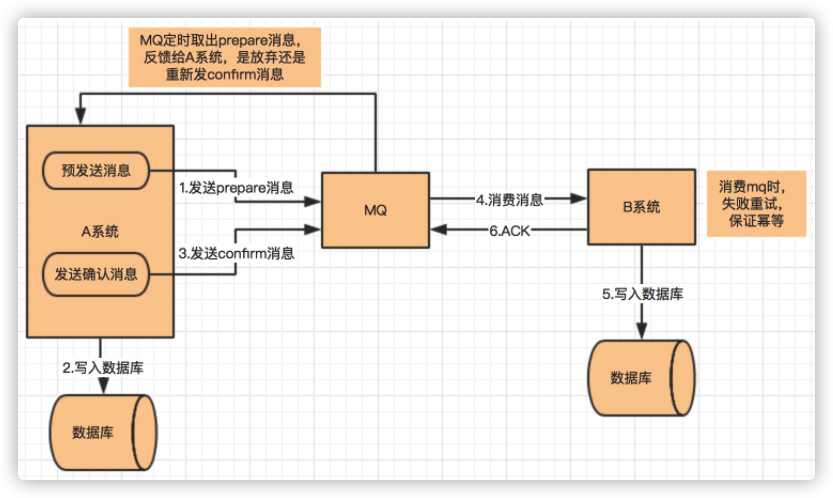 MQ定时取出prepare消息，
反馈给A系统，是放弃还是
重新发confirm消息
预发送消息
1.发送prepare消息
A系统
MQ
4.消费消息
B系统
消费mq时，
失败重试，
保证幂等
6.ACK
3.发送confirm消息
发送确认消息
5.写入数据库
2.写入数据库
数据库
数据库